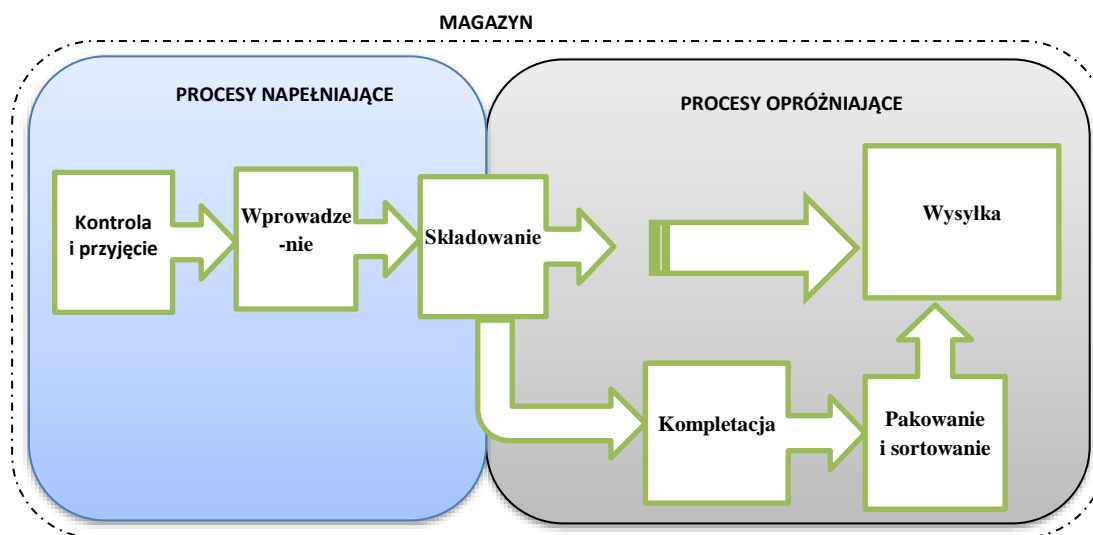 MAGAZYN
PROCESY NAPEŁNIAJĄCE
PROCESY OPRÓŻNIAJĄCE
Kontrola
i przyjęcie
Wprowadze
-nie
Składowanie
Wysyłka
Kompletacja
Pakowanie
i sortowanie